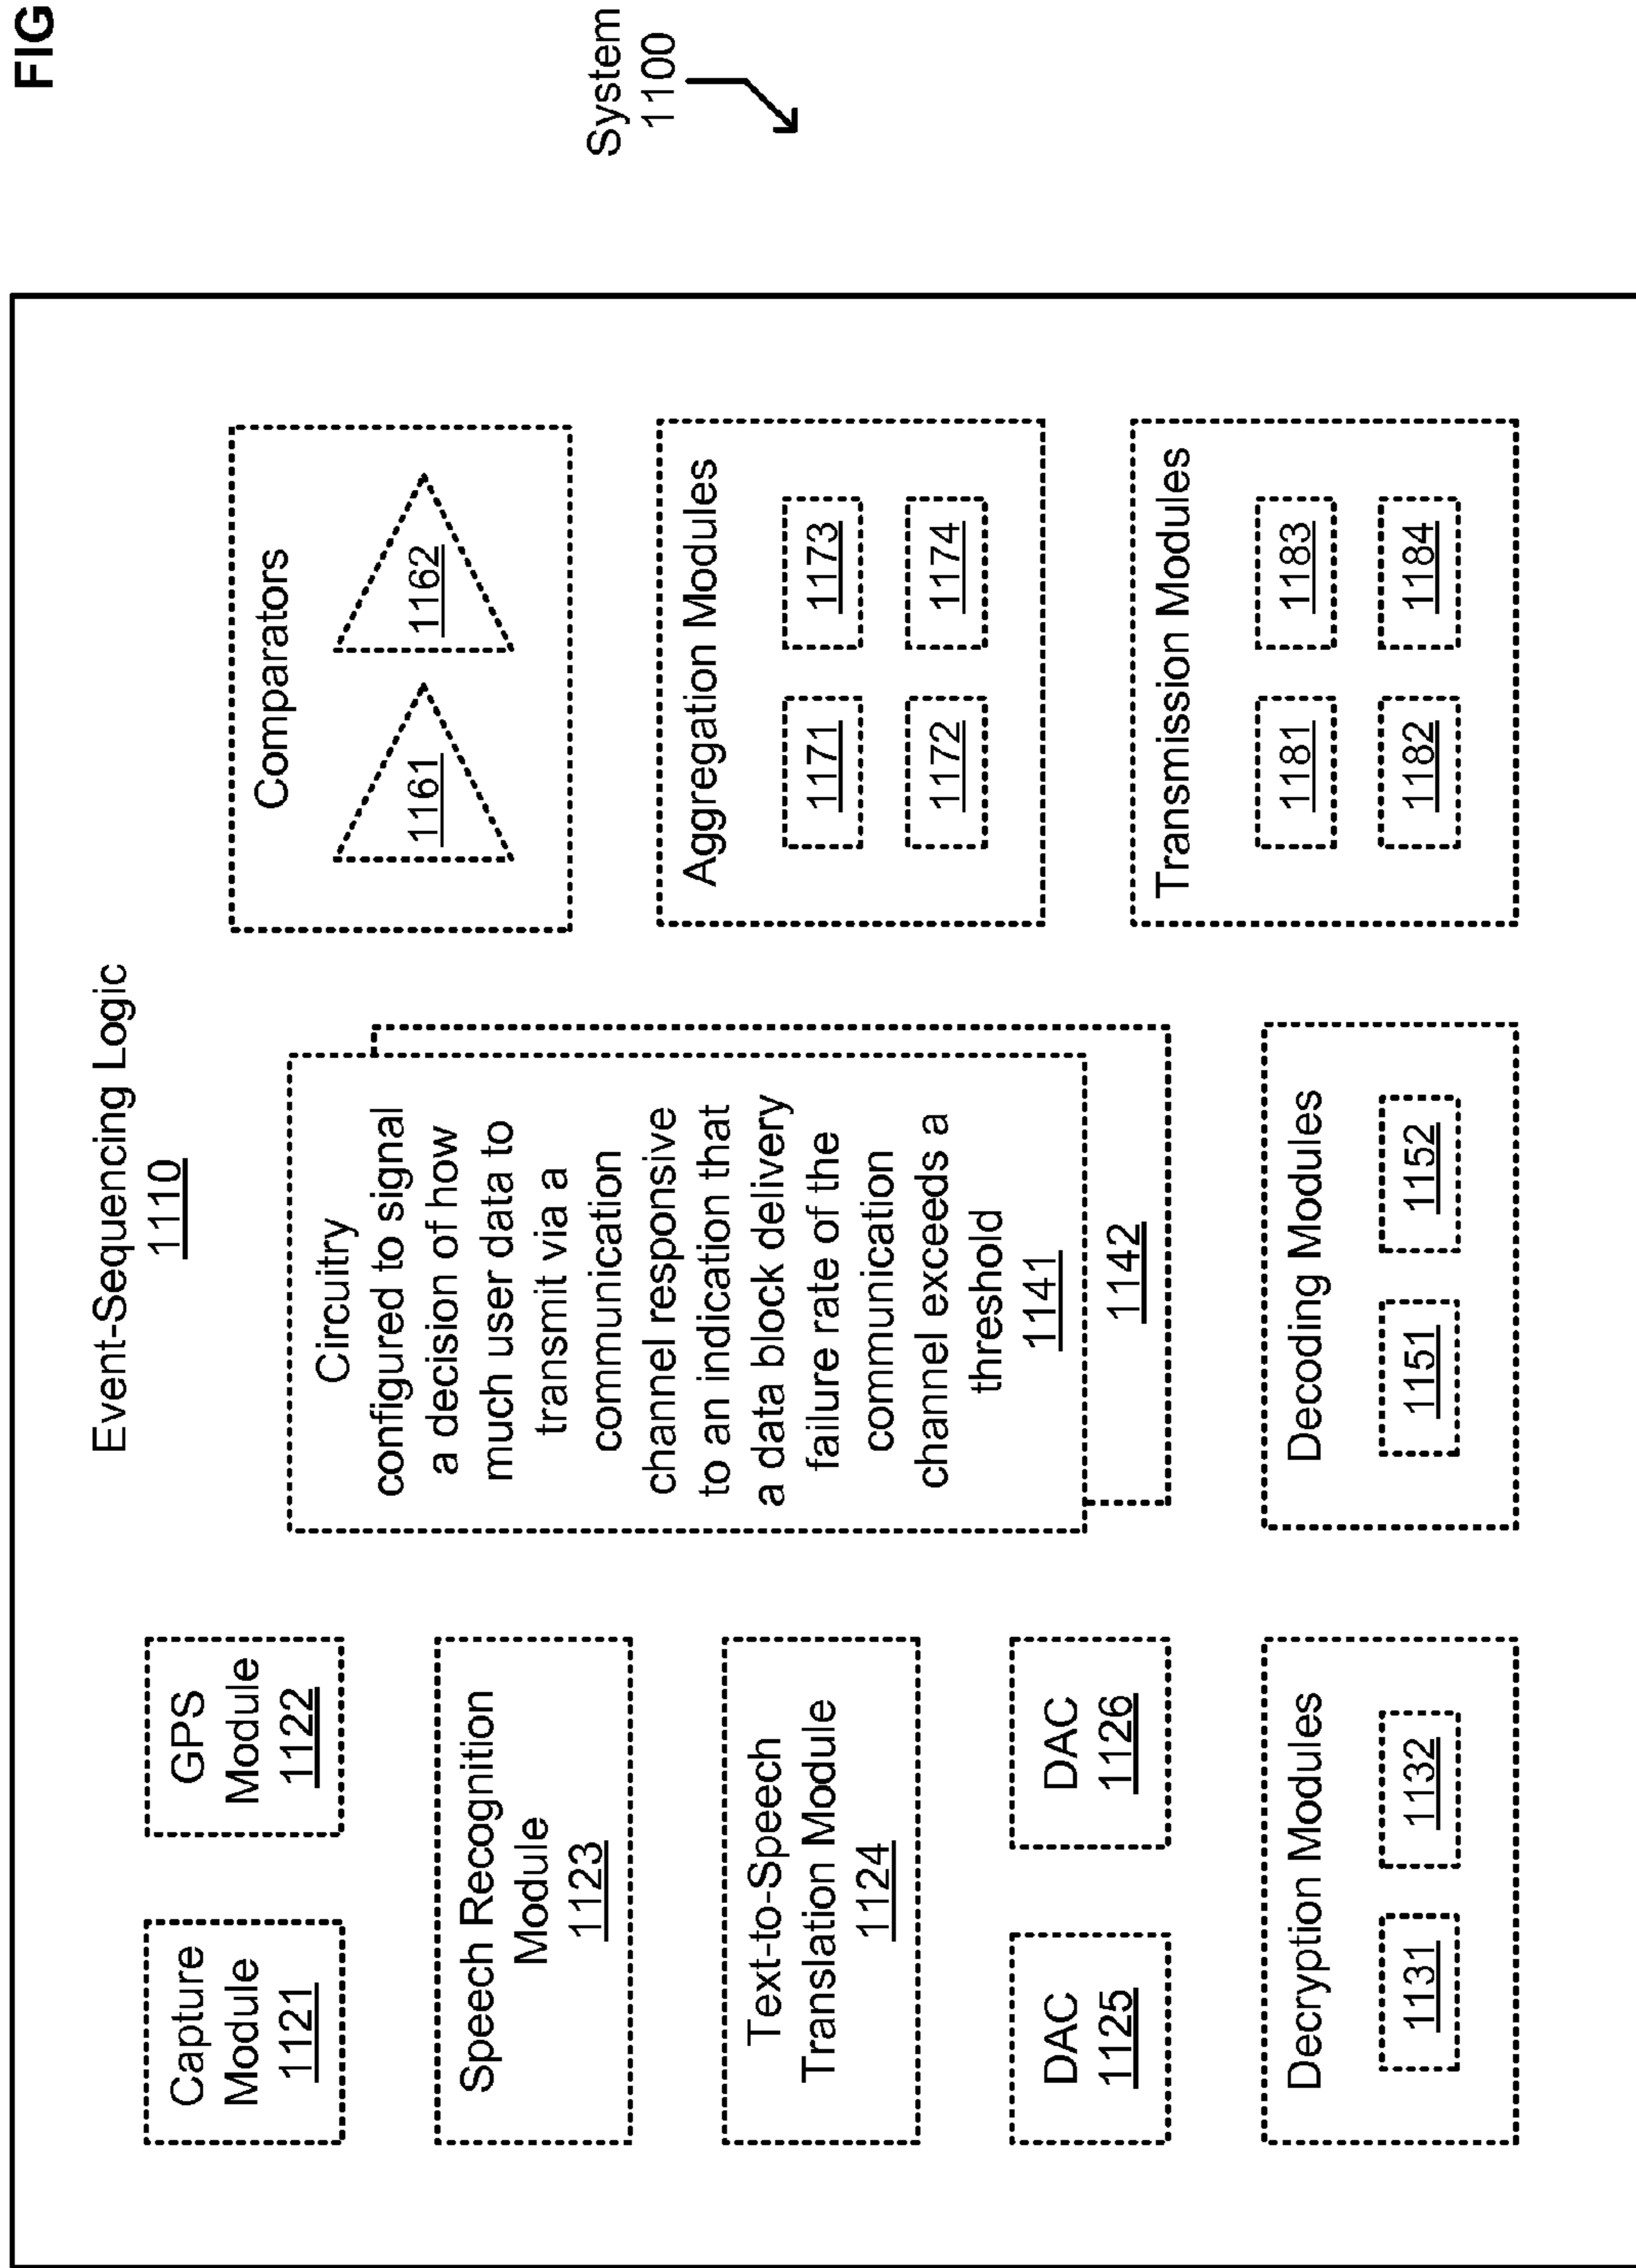 FIG
System
1100
Event-Sequencing Logic
1110
Capture
Module
1121
GPS
Module
1122
Speech Recognition
Module
1123
Text-to-Speech
Translation Module
1124
DAC
1125
DAC
1126
Decryption Modules
1131
1132
Circuitry
configured to signal
a decision of how
much user data to
transmit via a
communication
channel responsive
to an indication that
a data block delivery
failure rate of the
communication
channel exceeds a
threshold
1141
1142
Decoding Modules
1151
1152
Comparators
1161
1162
Aggregation Modules
1171
1173
1172
1174
Transmission Modules
1181
1183
1182
1184